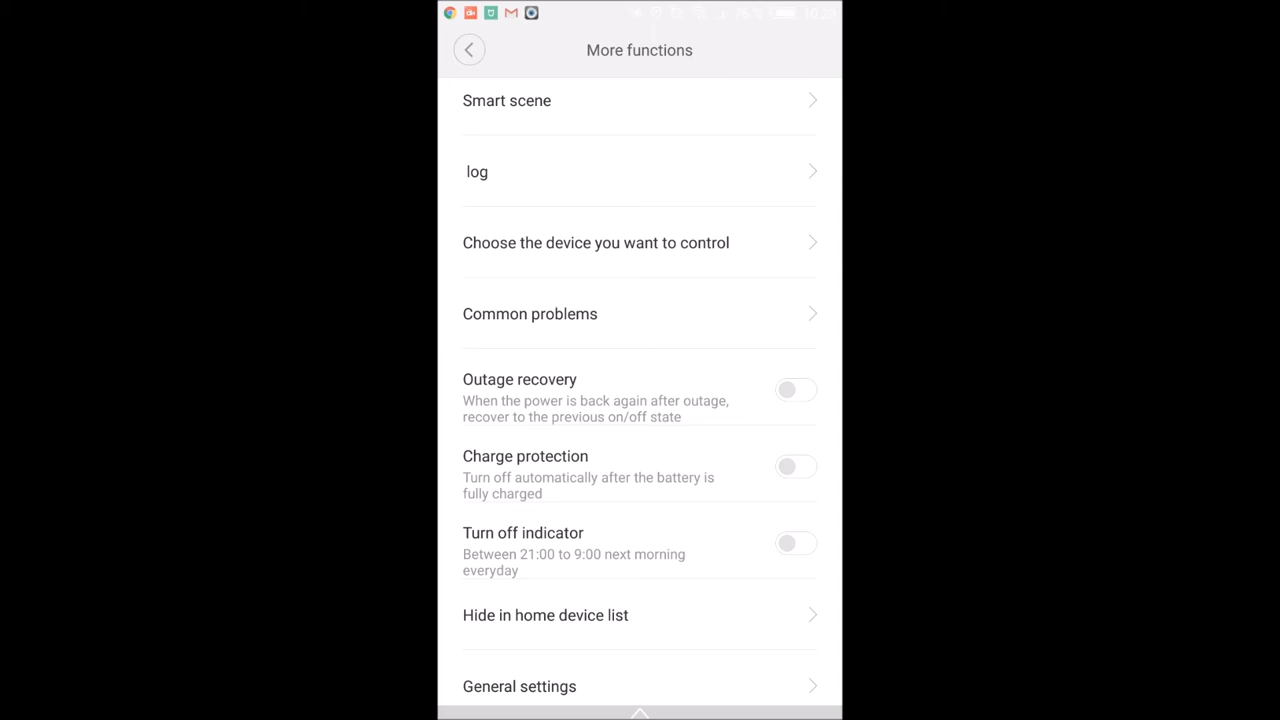 76 % 10:29
More functions
Smart scene
log
Choose the device you want to control
Common problems
Outage recovery
When the power is back again after outage,
recover to the previous on/off state
Charge protection
Turn off automatically after the battery is
fully charged
Turn off indicator
Between 21:00 to 9:00 next morning
everyday
Hide in home device list
General settings